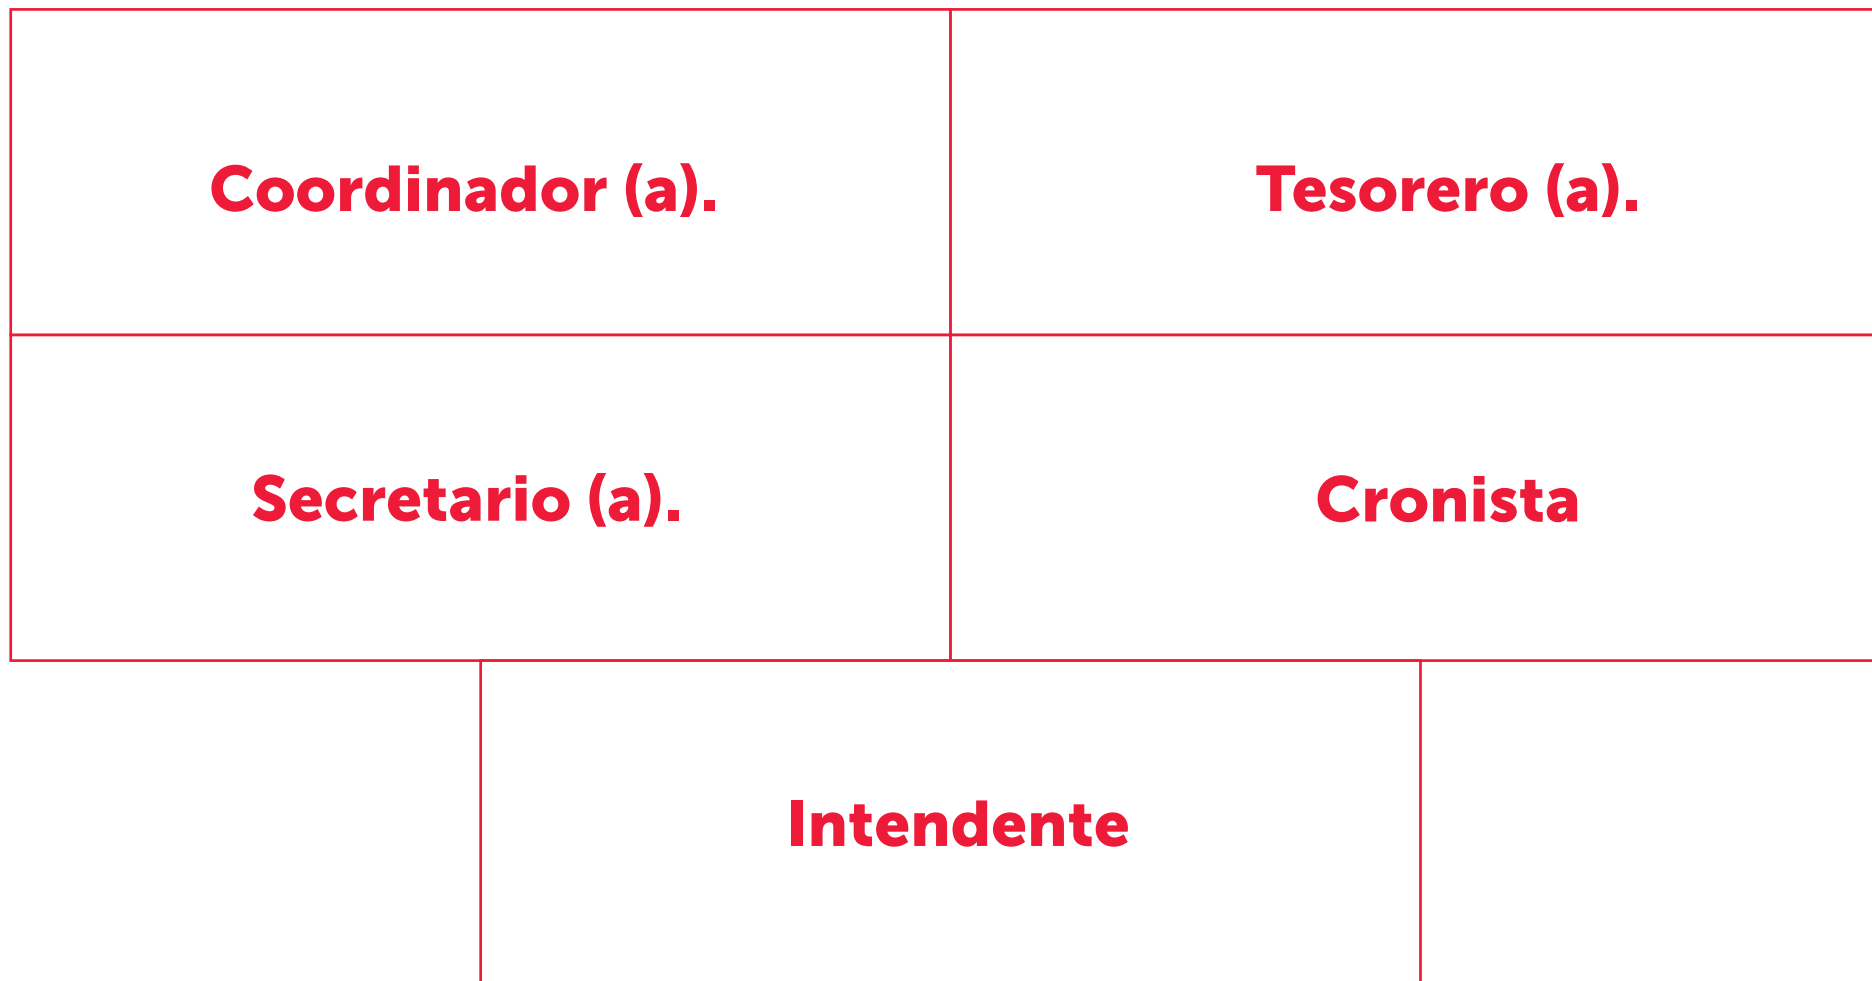 Coordinador (a).
Tesorero (a).
Secretario (a).
Cronista
Intendente